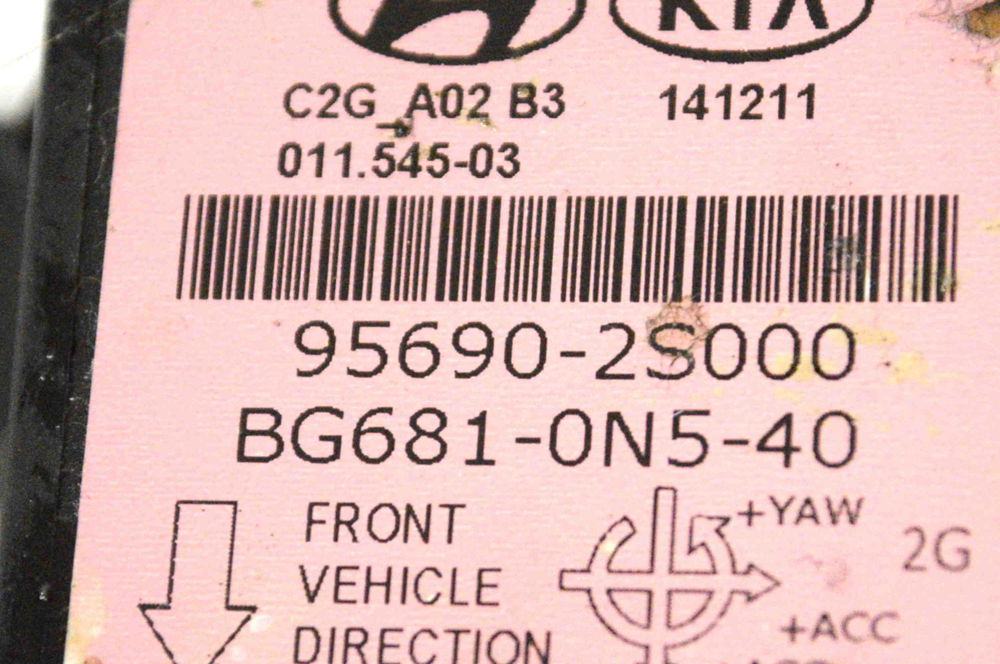 KIA
C2G_A02 B3
141211
011.545-03
95690-2S000
BG681-0N5-40
FRONT
VEHICLE
DIRECTION
+YAW
2G
+ACC